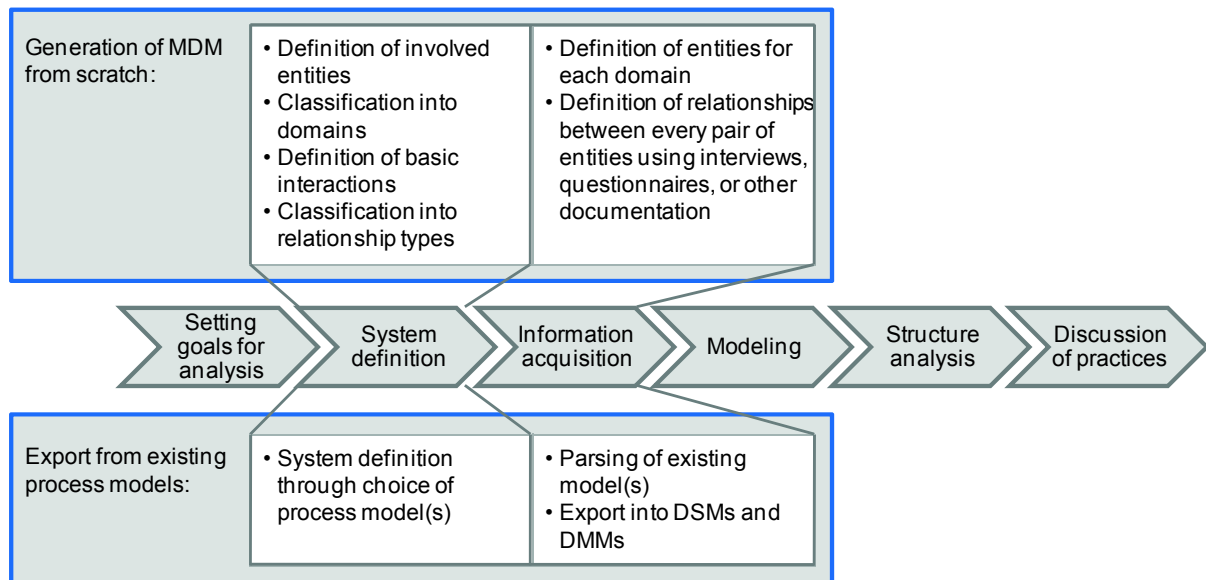 Generation of MDM
from scratch:
• Definition of involved
entities
• Classification into
domains
• Definition of basic
interactions
• Classification into
relationship types
• Definition of entities for
each domain
• Definition of relationships
between every pair of
entities using interviews,
questionnaires, or other
documentation
Setting
goals for
analysis
System
definition
Information
acquisition
Modeling
Structure
analysis
Discussion
of practices
Export from existing
process models:
• System definition
through choice of
process model(s)
• Parsing of existing
model(s)
• Export into DSMs and
DMMs